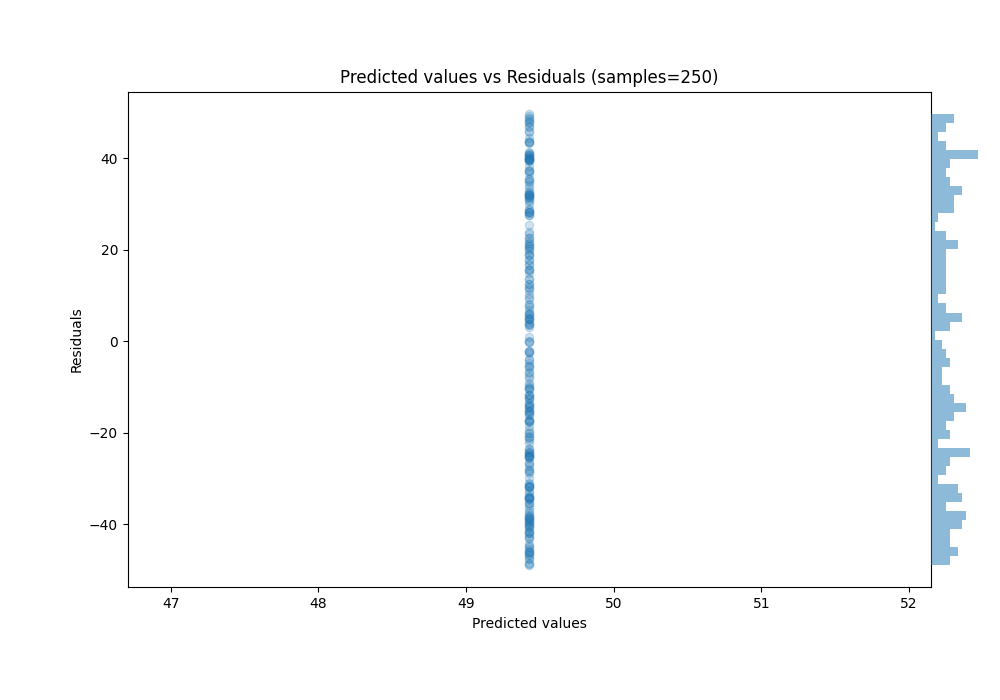 Predicted values vs Residuals (samples=250)
40
20
0
−20
−40
Residuals
47 48 49 50 51 52
Predicted values